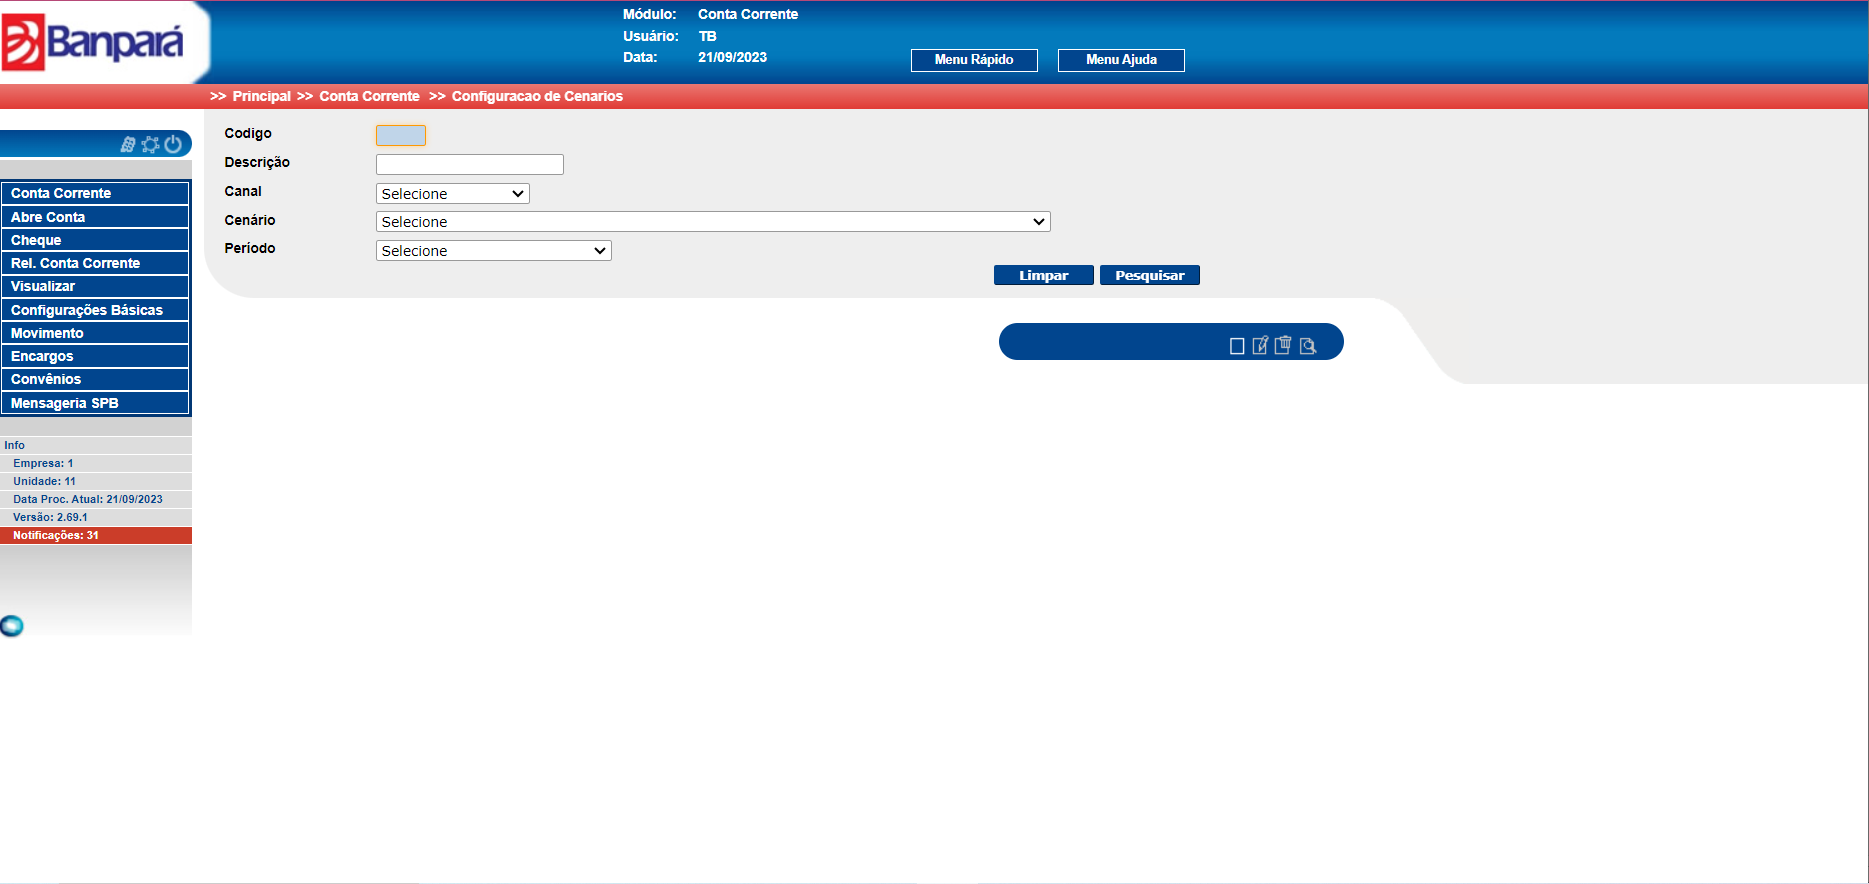 Banpará
Módulo: Conta Corrente
Usuário: TB
Data: 21/09/2023
Menu Rápido Menu Ajuda
>> Principal >> Conta Corrente >> Configuracao de Cenarios
Codigo
Descrição
Canal Selecione
Cenário Selecione
Período Selecione
Limpar Pesquisar
Conta Corrente
Abre Conta
Cheque
Rel. Conta Corrente
Visualizar
Configurações Básicas
Movimento
Encargos
Convênios
Mensageria SPB
Info
Empresa: 1
Unidade: 11
Data Proc. Atual: 21/09/2023
Versão: 2.69.1
Notificações: 31